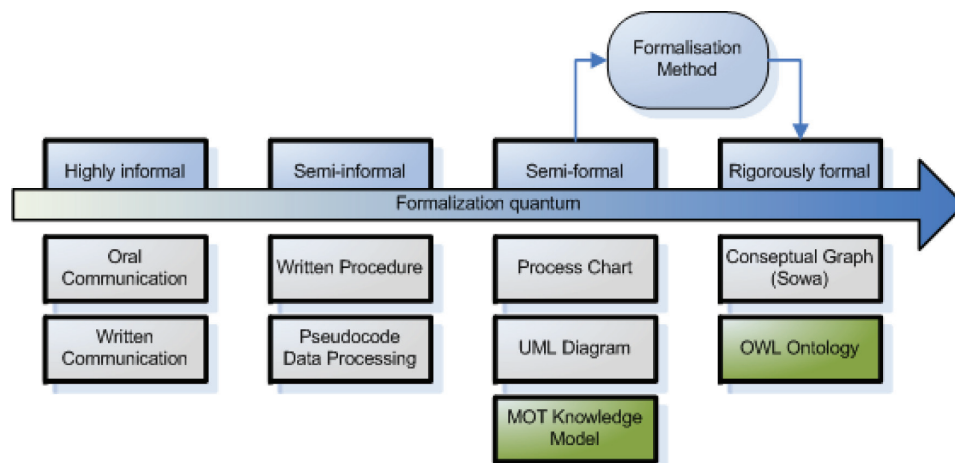 Formalisation
Method
Highly informal
Semi-informal
Semi-formal
Rigorously formal
Formalization quantum
Oral
Communication
Written Procedure
Process Chart
Conseptual Graph
(Sowa)
Written
Communication
Pseudocode
Data Processing
UML Diagram
OWL Ontology
MOT Knowledge
Model